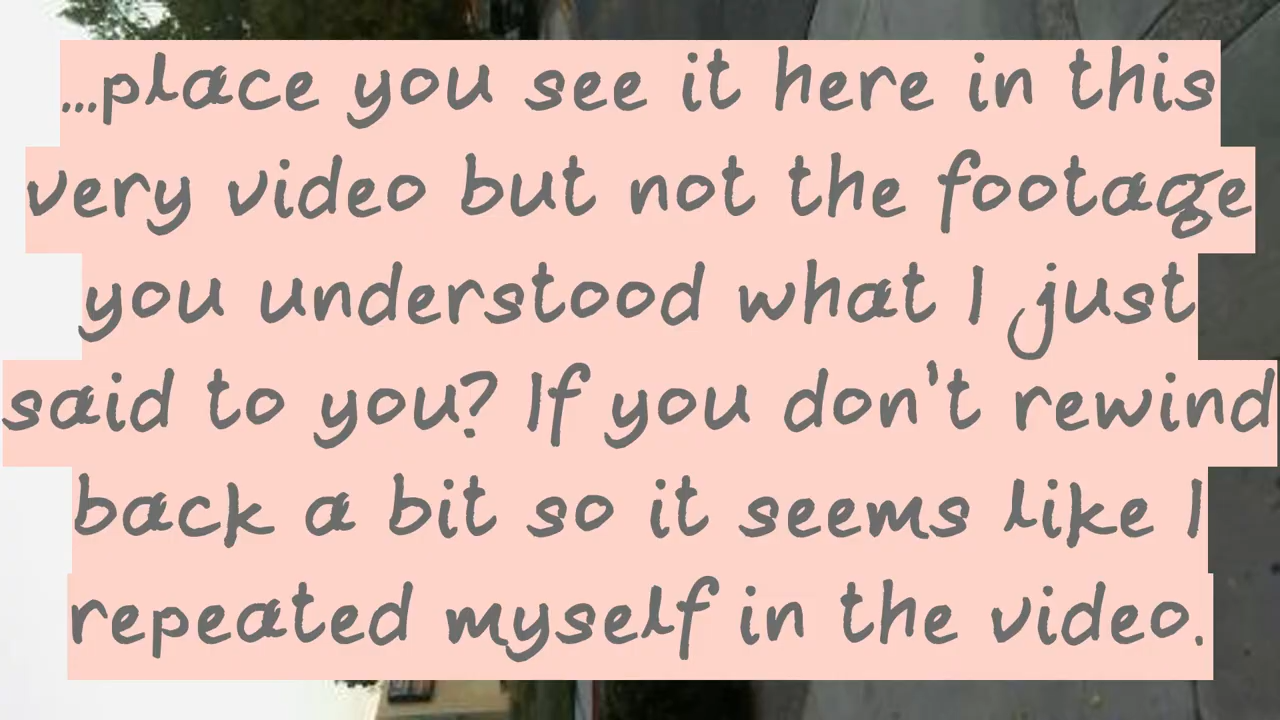 ...place you see it here in this
very video but not the footage
you understood what I just
said to you? If you don't rewind
back a bit so it seems like I
repeated myself in the video.